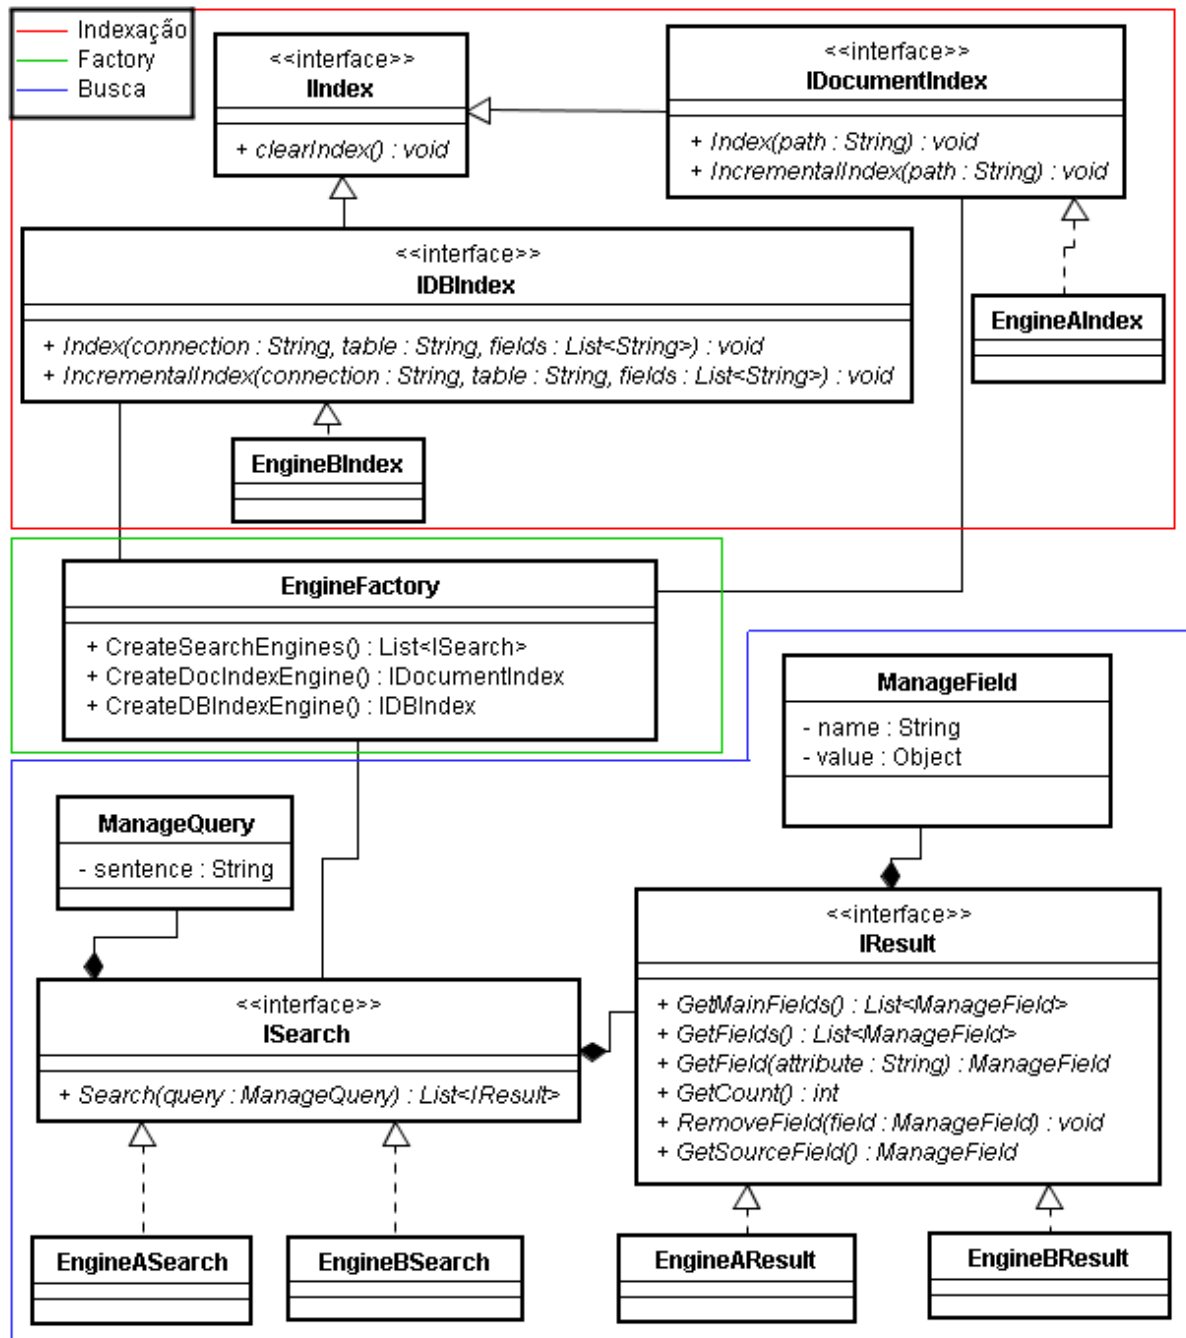 Indexação
Factory
Busca
<<interface>>
IIndex
+ clearIndex() : void
<<interface>>
IDocumentIndex
+ Index(path : String) : void
+ IncrementalIndex(path : String) : void
<<interface>>
IDBIndex
+ Index(connection : String, table : String, fields : List<String>) : void
+ IncrementalIndex(connection : String, table : String, fields : List<String>) : void
EngineAIndex
EngineBIndex
EngineFactory
+ CreateSearchEngines() : List<ISearch>
+ CreateDocIndexEngine() : IDocumentIndex
+ CreateDBIndexEngine() : IDBIndex
ManageField
- name : String
- value : Object
ManageQuery
- sentence : String
<<interface>>
IResult
+ GetMainFields() : List<ManageField>
+ GetFields() : List<ManageField>
+ GetField(attribute : String) : ManageField
+ GetCount() : int
+ RemoveField(field : ManageField) : void
+ GetSourceField() : ManageField
<<interface>>
ISearch
+ Search(query : ManageQuery) : List<IResult>
EngineASearch
EngineBSearch
EngineAResult
EngineBResult